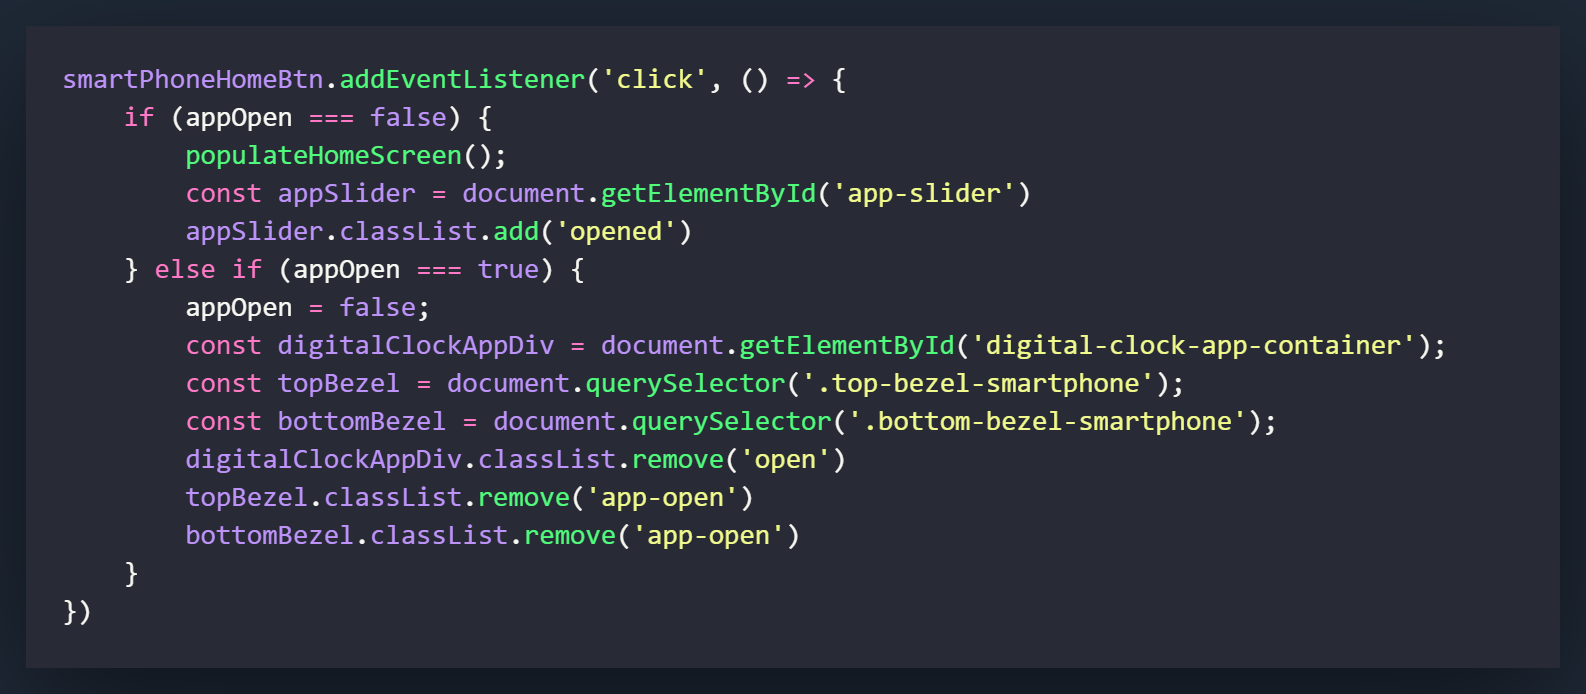 smartPhoneHomeBtn.addEventListener('click', () => {
    if (appOpen === false) {
        populateHomeScreen();
        const appSlider = document.getElementById('app-slider')
        appSlider.classList.add('opened')
    } else if (appOpen === true) {
        appOpen = false;
        const digitalClockAppDiv = document.getElementById('digital-clock-app-container');
        const topBezel = document.querySelector('.top-bezel-smartphone');
        const bottomBezel = document.querySelector('.bottom-bezel-smartphone');
        digitalClockAppDiv.classList.remove('open')
        topBezel.classList.remove('app-open')
        bottomBezel.classList.remove('app-open')
    }
})